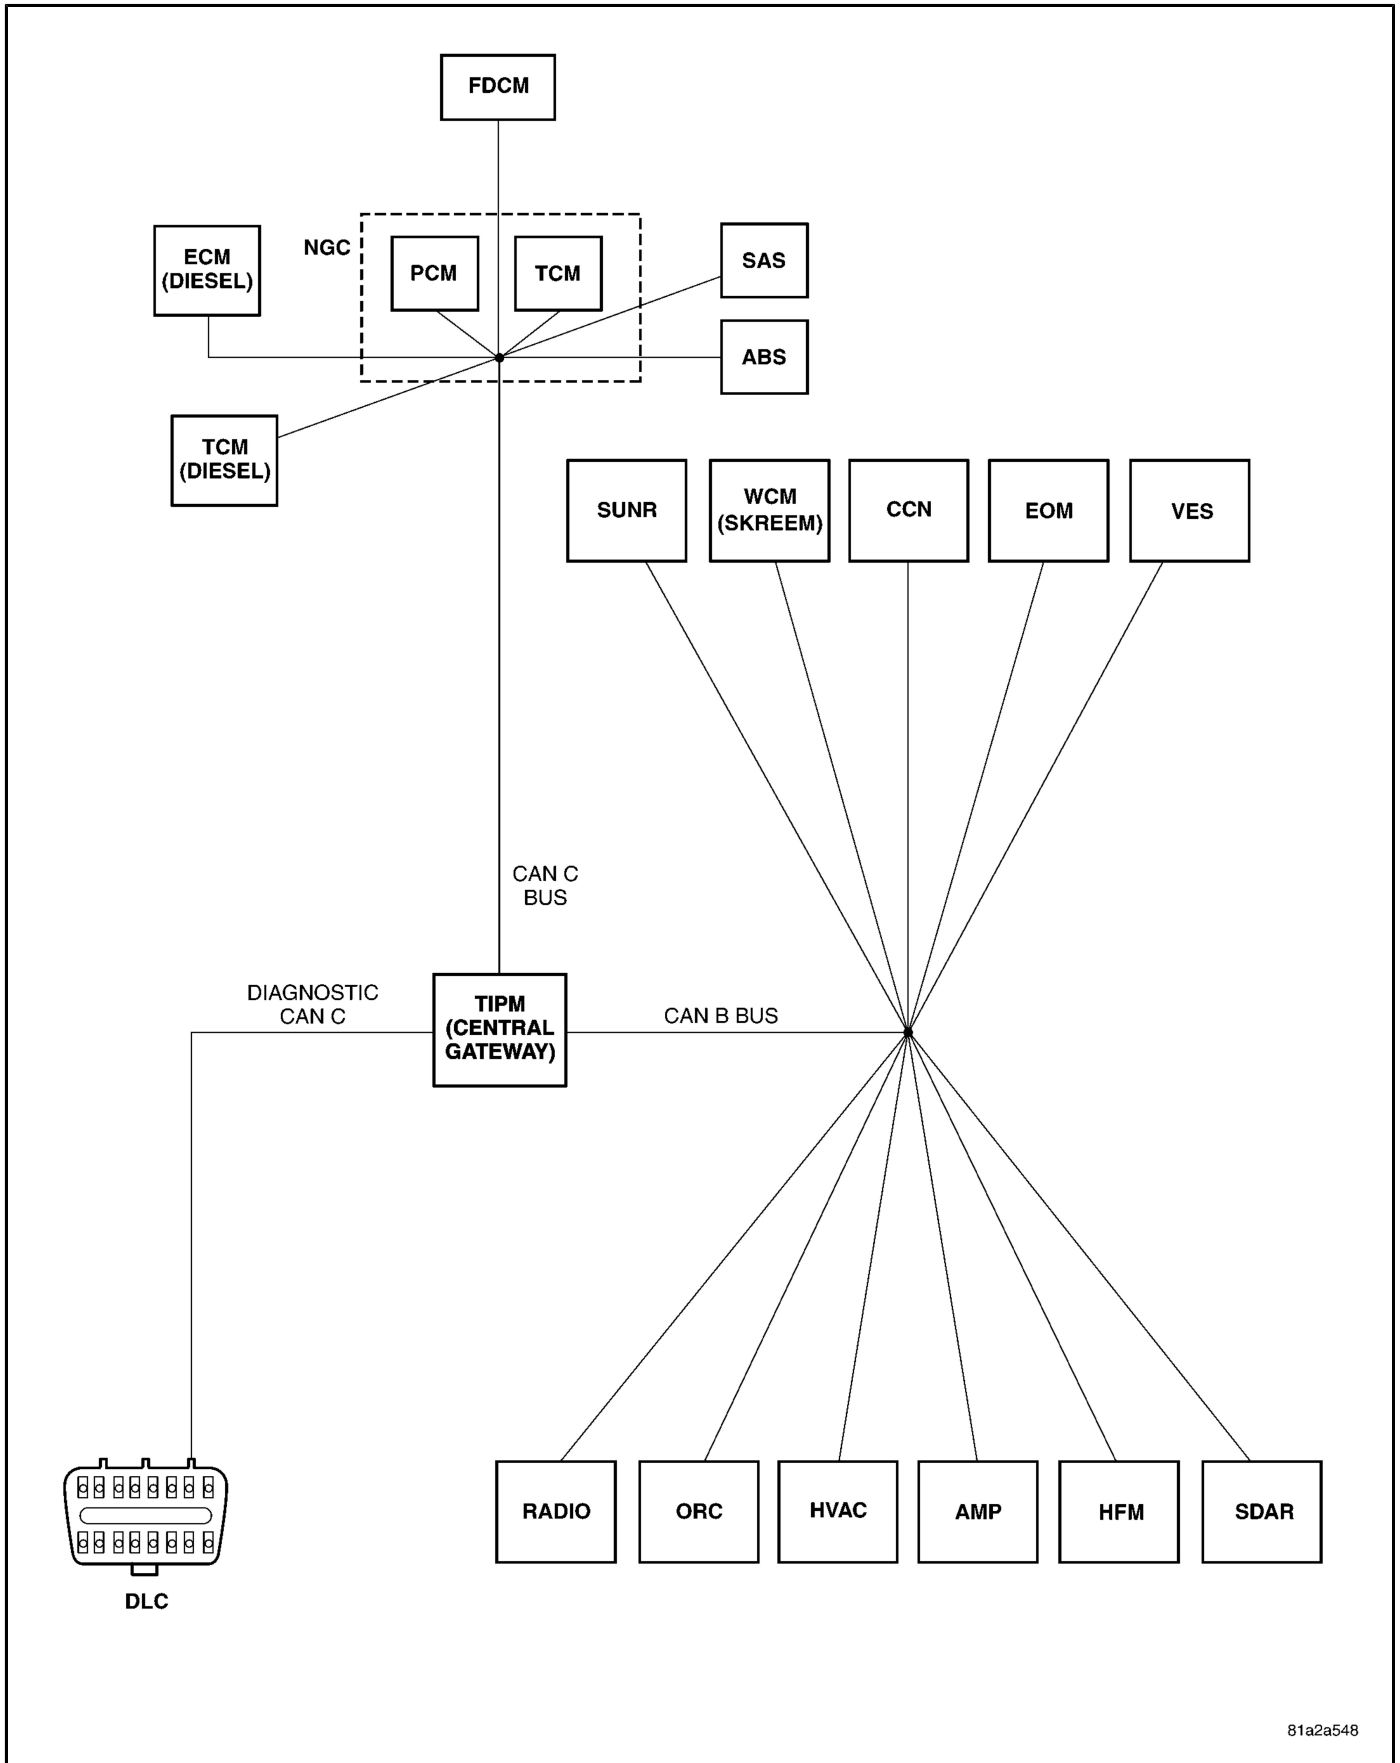 FDCM
ECM
(DIESEL)
NGC
PCM
TCM
SAS
ABS
TCM
(DIESEL)
SUNR
WCM
(SKREEM)
CCN
EOM
VES
CAN C
BUS
DIAGNOSTIC
CAN C
TIPM
(CENTRAL
GATEWAY)
CAN B BUS
RADIO
ORC
HVAC
AMP
HFM
SDAR
DLC
81a2a548